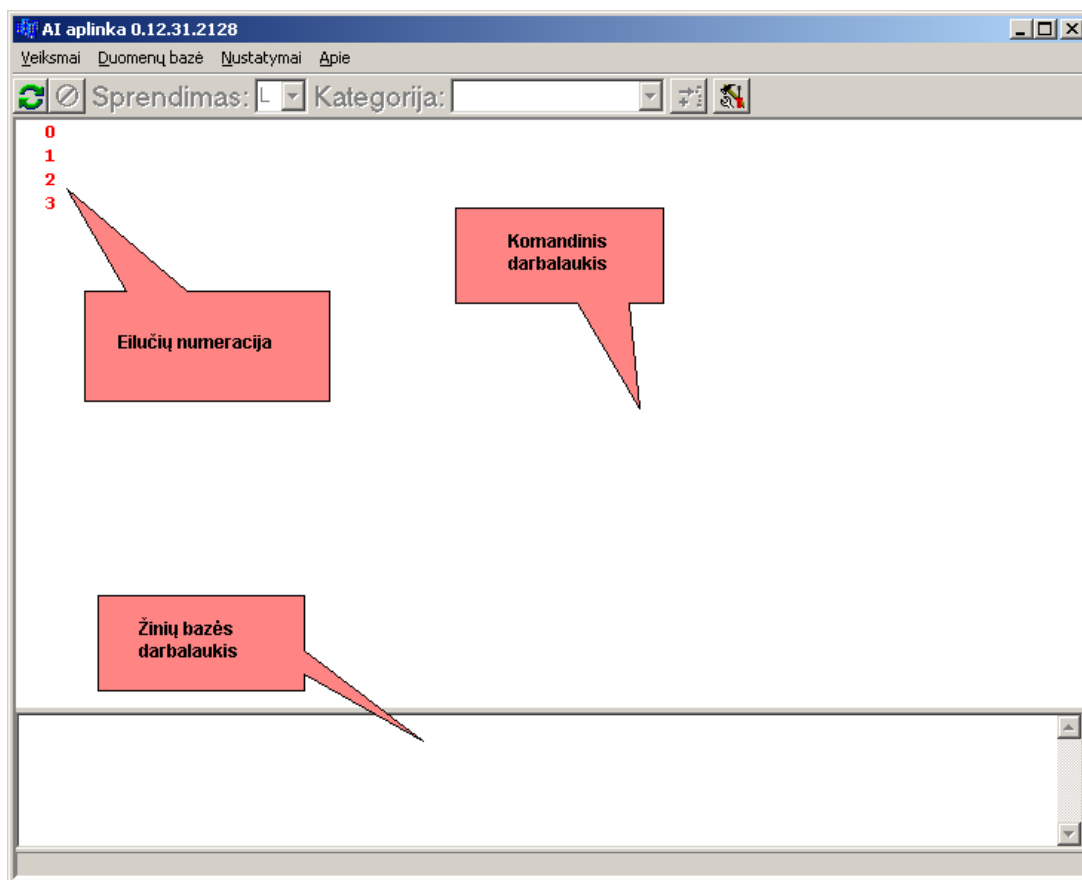 AI aplinka 0.12.31.2128
Veiksmai Duomenų bazė Nustatymai Apie
Sprendimas: L Kategorija:
0
1
2
3
Komandinis
darbalaukis
Eilučių numeracija
Žinių bazės
darbalaukis